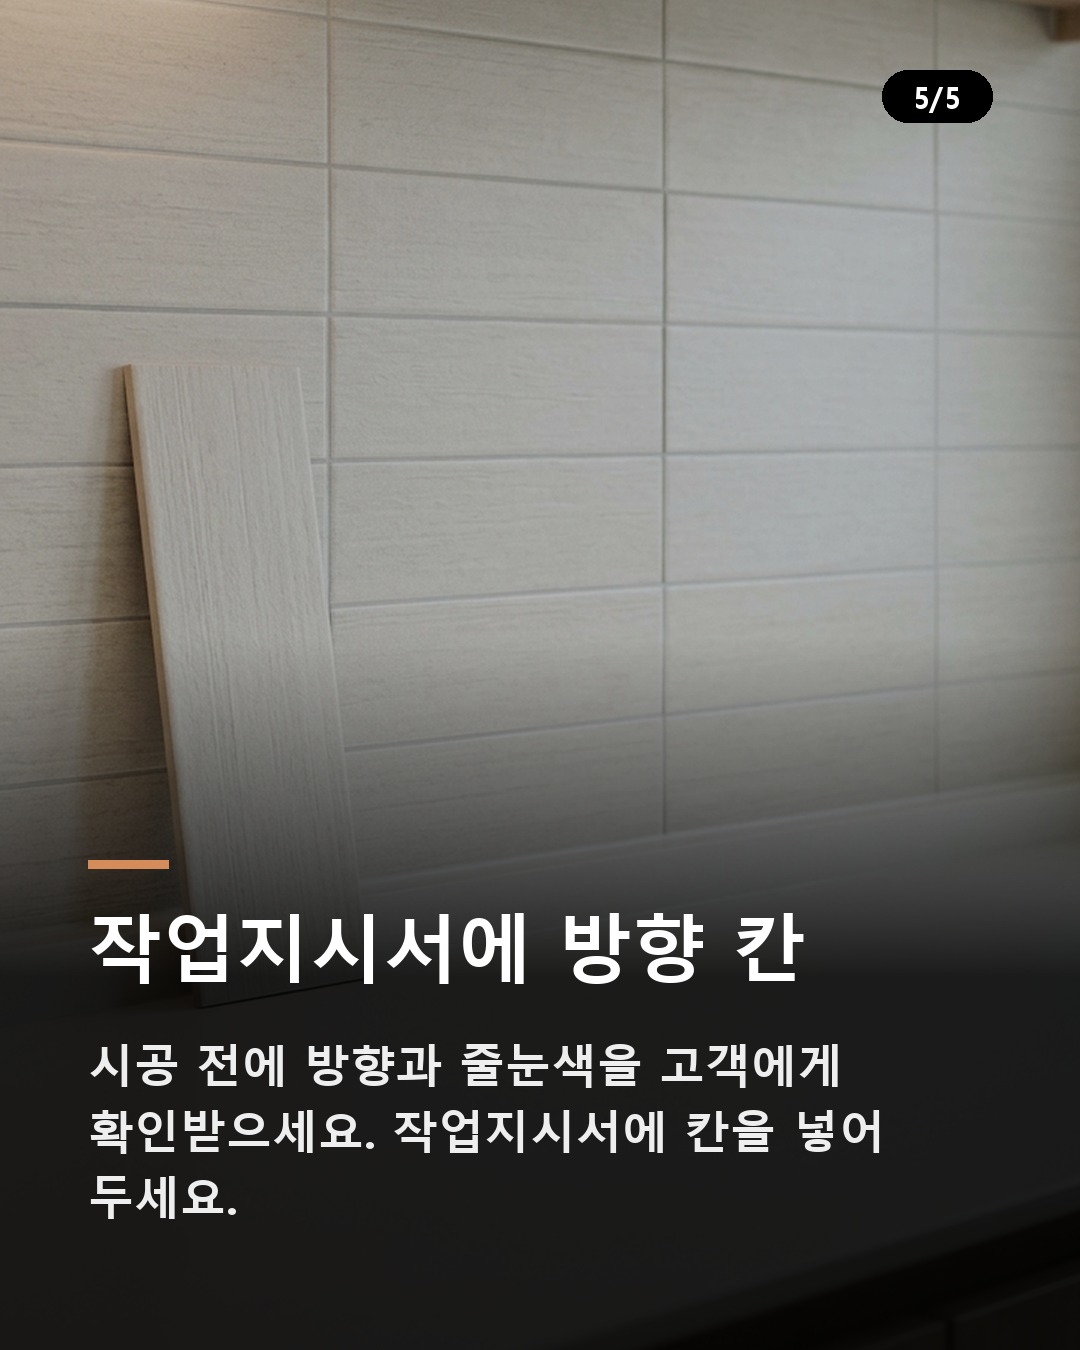 5/5
작업지시서에 방향 칸
시공 전에 방향과 줄눈색을 고객에게
확인받으세요. 작업지시서에 칸을 넣어
두세요.